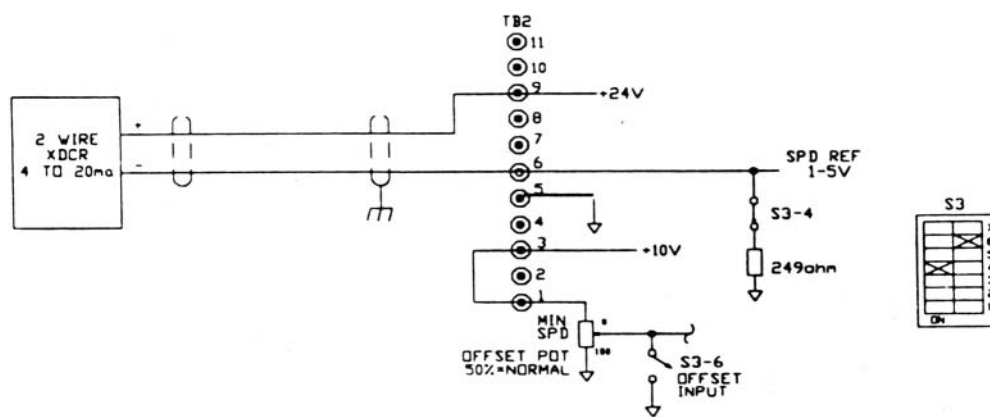 TB2
11
10
9
+24V
8
7
2 WIRE
XDCR
4 TO 20ma
+
-
6
SPD REF
1-5V
5
S3-4
4
3
+10V
249ohm
2
1
MIN
SPD
0
100
OFFSET POT
50%=NORMAL
S3-6
OFFSET
INPUT
S3
ON